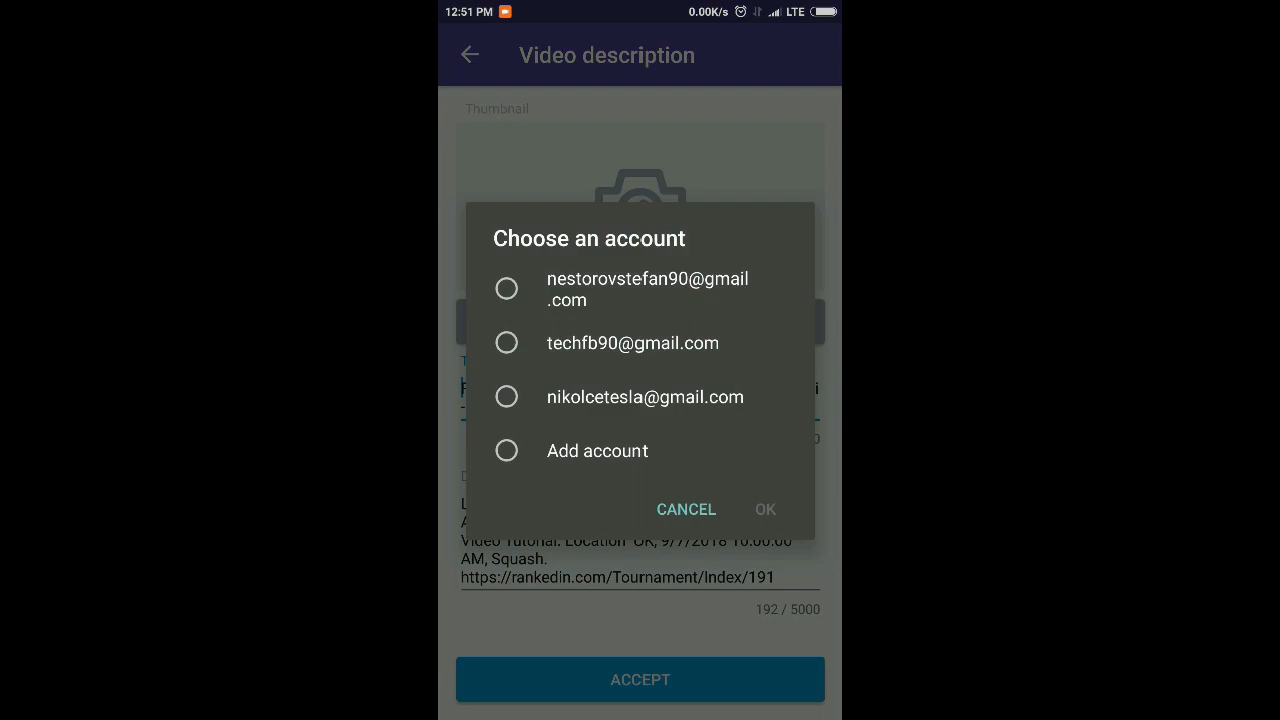 12:51 PM 0.00K/s LTE
Video description
Thumbnail
Choose an account
nestorovstefan90@gmail
.com
techfb90@gmail.com
nikolcetesla@gmail.com
Add account
CANCEL OK
Video Tutorial. Location UK, 9/7/2018 10:00:00
AM, Squash.
https://rankedin.com/Tournament/Index/191
192 / 5000
ACCEPT